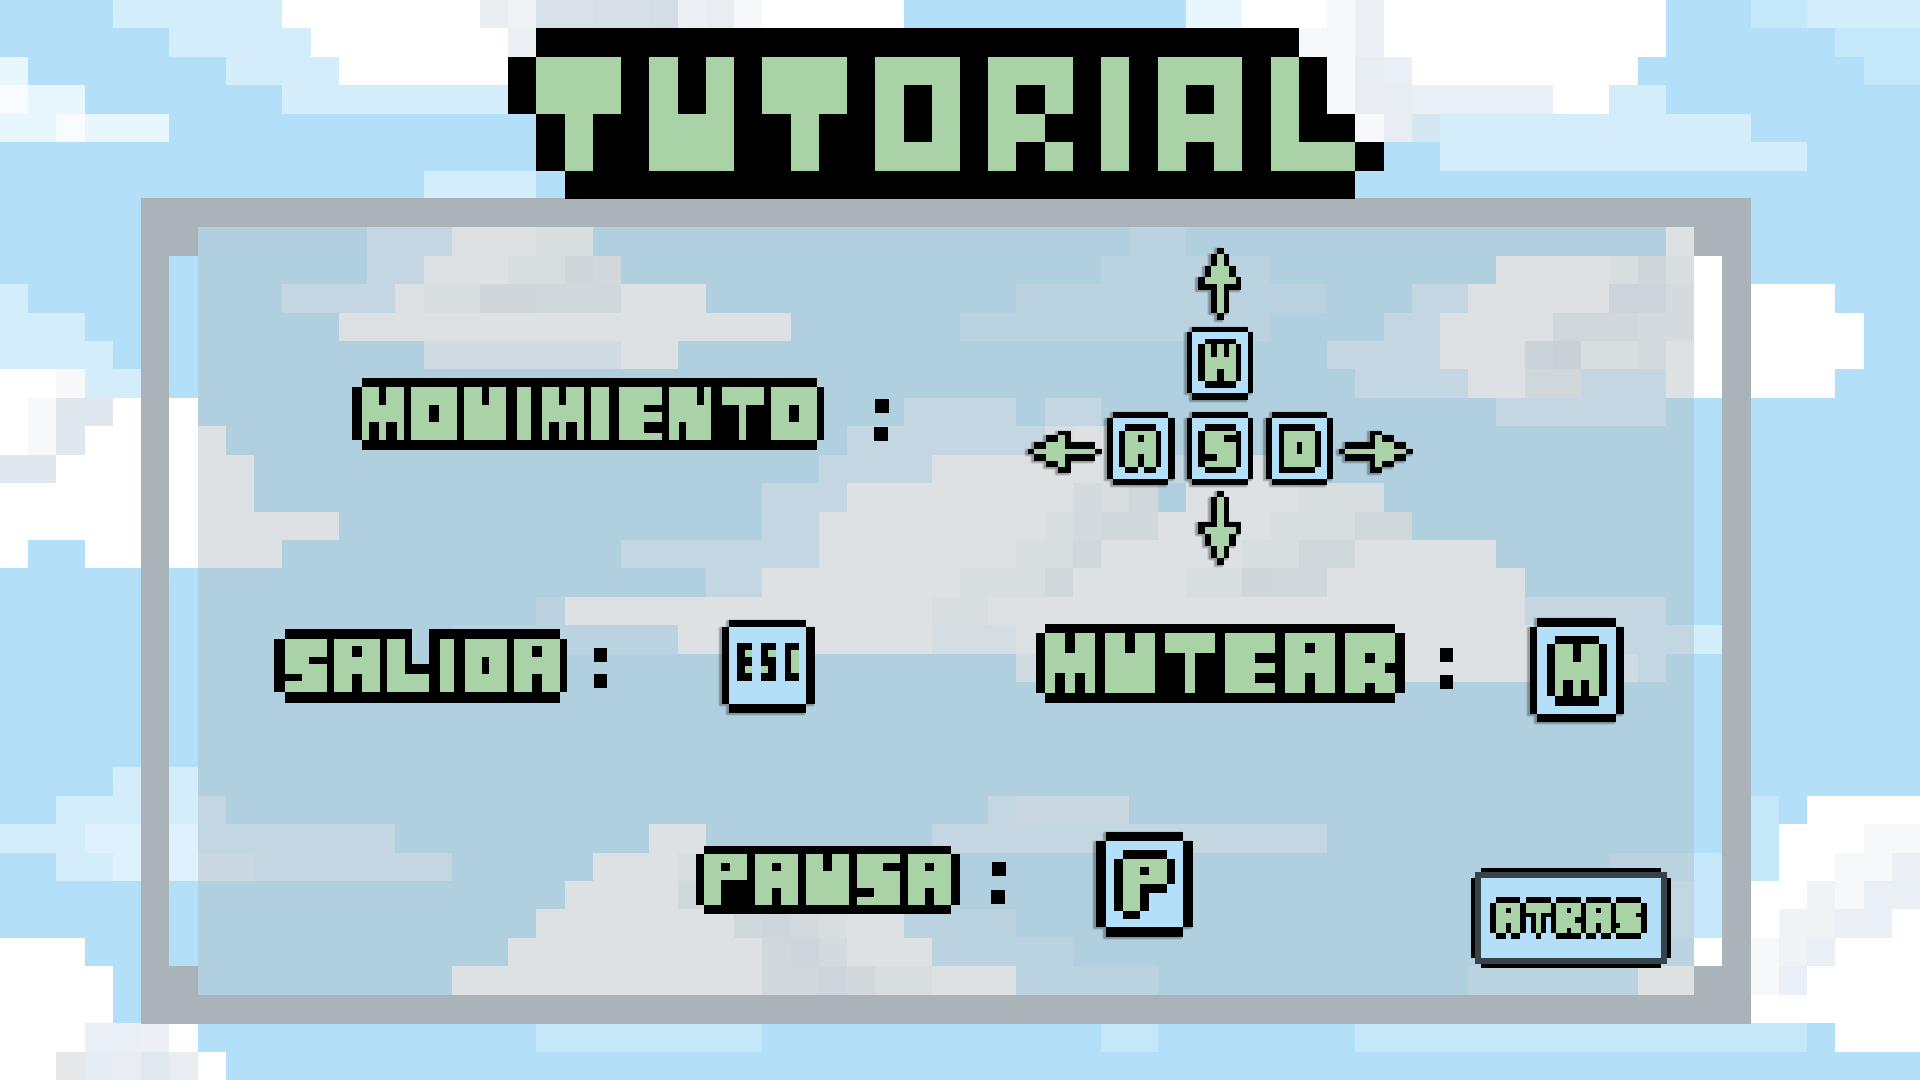 TUTORIAL
W
MOVIMIENTO :
A S D
SALIDA : ESC
MUTEAR : M
PAUSA : P
ATRAS